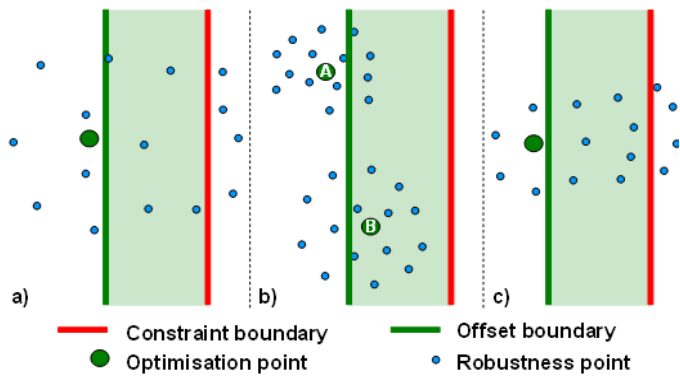 A
B
a) b) c)
Constraint boundary Offset boundary
Optimisation point Robustness point